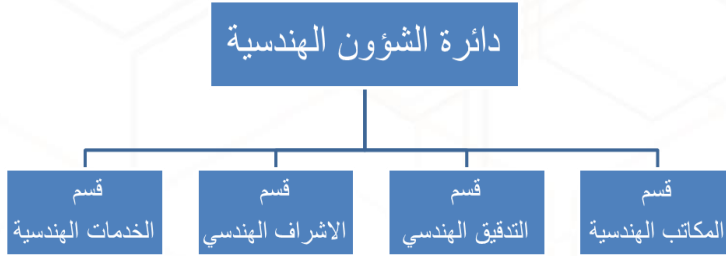 دائرة الشؤون الهندسية
قسم
المكاتب الهندسية
قسم
التدقيق الهندسي
قسم
الاشراف الهندسي
قسم
الخدمات الهندسية